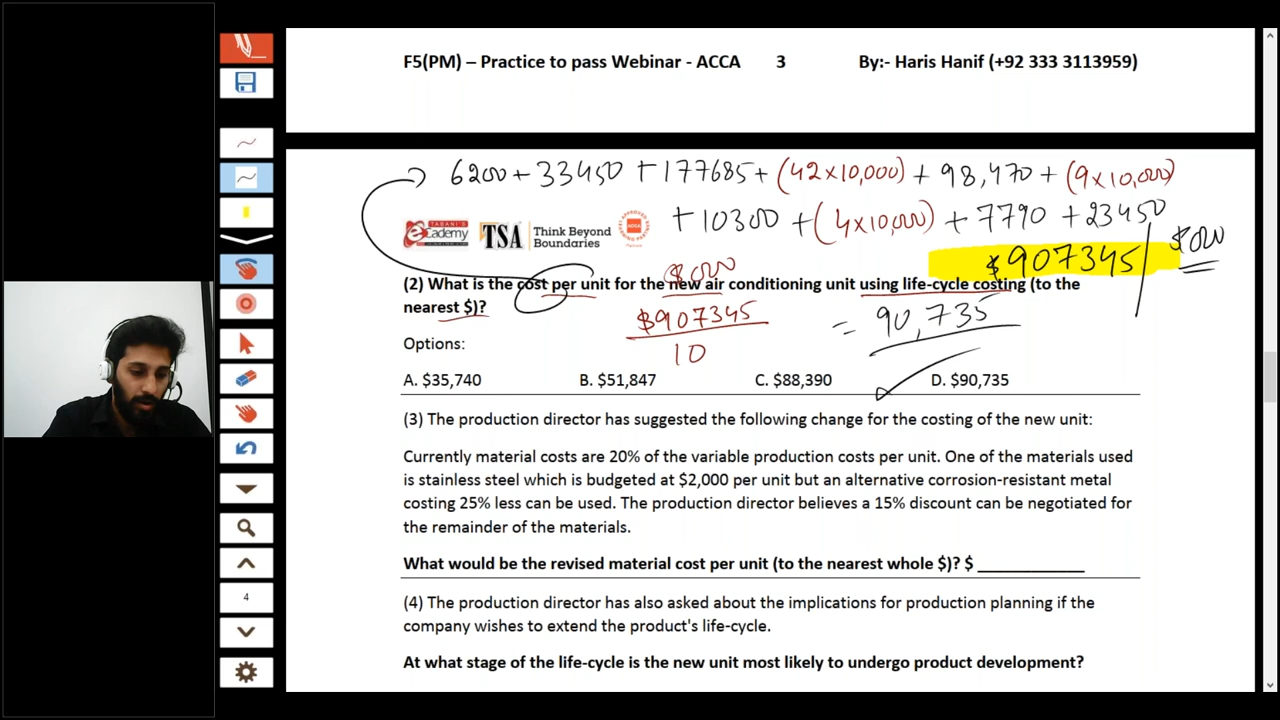 F5(PM) – Practice to pass Webinar - ACCA 3 By:- Haris Hanif (+92 333 3113959)
6200 + 33450 + 177685 + (42 x 10,000) + 98,470 + (9 x 10,000)
+ 10300 + (4 x 10,000) + 7790 + 23450
TABANI'S
eCademy
TSA
Think Beyond
Boundaries
ACCA
$907345
$000
(2) What is the cost per unit for the new air conditioning unit using life-cycle costing (to the
nearest $)?
$000
$907345
10
= 90,735
Options:
A. $35,740 B. $51,847 C. $88,390 D. $90,735
(3) The production director has suggested the following change for the costing of the new unit:
Currently material costs are 20% of the variable production costs per unit. One of the materials used
is stainless steel which is budgeted at $2,000 per unit but an alternative corrosion-resistant metal
costing 25% less can be used. The production director believes a 15% discount can be negotiated for
the remainder of the materials.
What would be the revised material cost per unit (to the nearest whole $)? $ ____________
(4) The production director has also asked about the implications for production planning if the
company wishes to extend the product's life-cycle.
At what stage of the life-cycle is the new unit most likely to undergo product development?
4